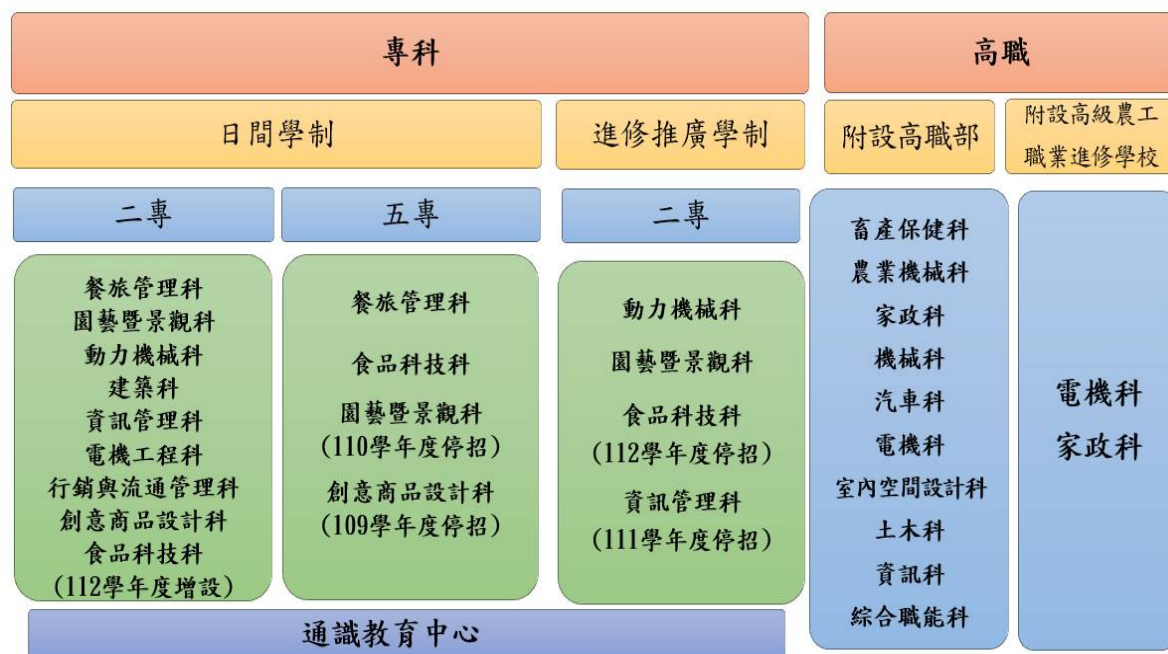 專科
高職
日間學制
進修推廣學制
附設高職部
附設高級農工
職業進修學校
二專
五專
二專
餐旅管理科
園藝暨景觀科
動力機械科
建築科
資訊管理科
電機工程科
行銷與流通管理科
創意商品設計科
食品科技科
(112學年度增設)
餐旅管理科
食品科技科
園藝暨景觀科
(110學年度停招)
創意商品設計科
(109學年度停招)
動力機械科
園藝暨景觀科
食品科技科
(112學年度停招)
資訊管理科
(111學年度停招)
畜產保健科
農業機械科
家政科
機械科
汽車科
電機科
室內空間設計科
土木科
資訊科
綜合職能科
電機科
家政科
通識教育中心